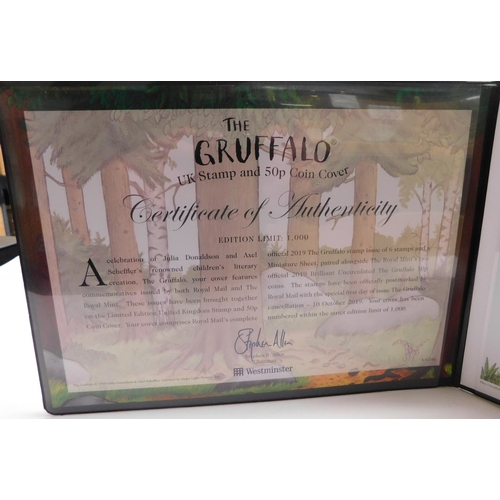 THE
GRUFFALO
UK Stamp and 50p Coin Cover
Certificate of Authenticity
EDITION LIMIT: 1,000
A celebration of Julia Donaldson and Axel
Scheffler's renowned children's literary
creation, The Gruffalo, your cover features
commemoratives issued by both Royal Mail and The
Royal Mint. These issues have been brought together
on the Limited Edition United Kingdom Stamp and 50p
Coin Cover. Your cover comprises Royal Mail's complete
official 2019 The Gruffalo stamp issue of 6 stamps and a
Miniature Sheet, paired alongside The Royal Mint's
official 2019 Brilliant Uncirculated The Gruffalo 50p
coins. The stamps have been officially postmarked by
Royal Mail with the special first day of issue The Gruffalo
cancellation – 10 October 2019. Your cover has been
numbered within the entire edition limit of 1,000.
Stephen Allen
Westminster